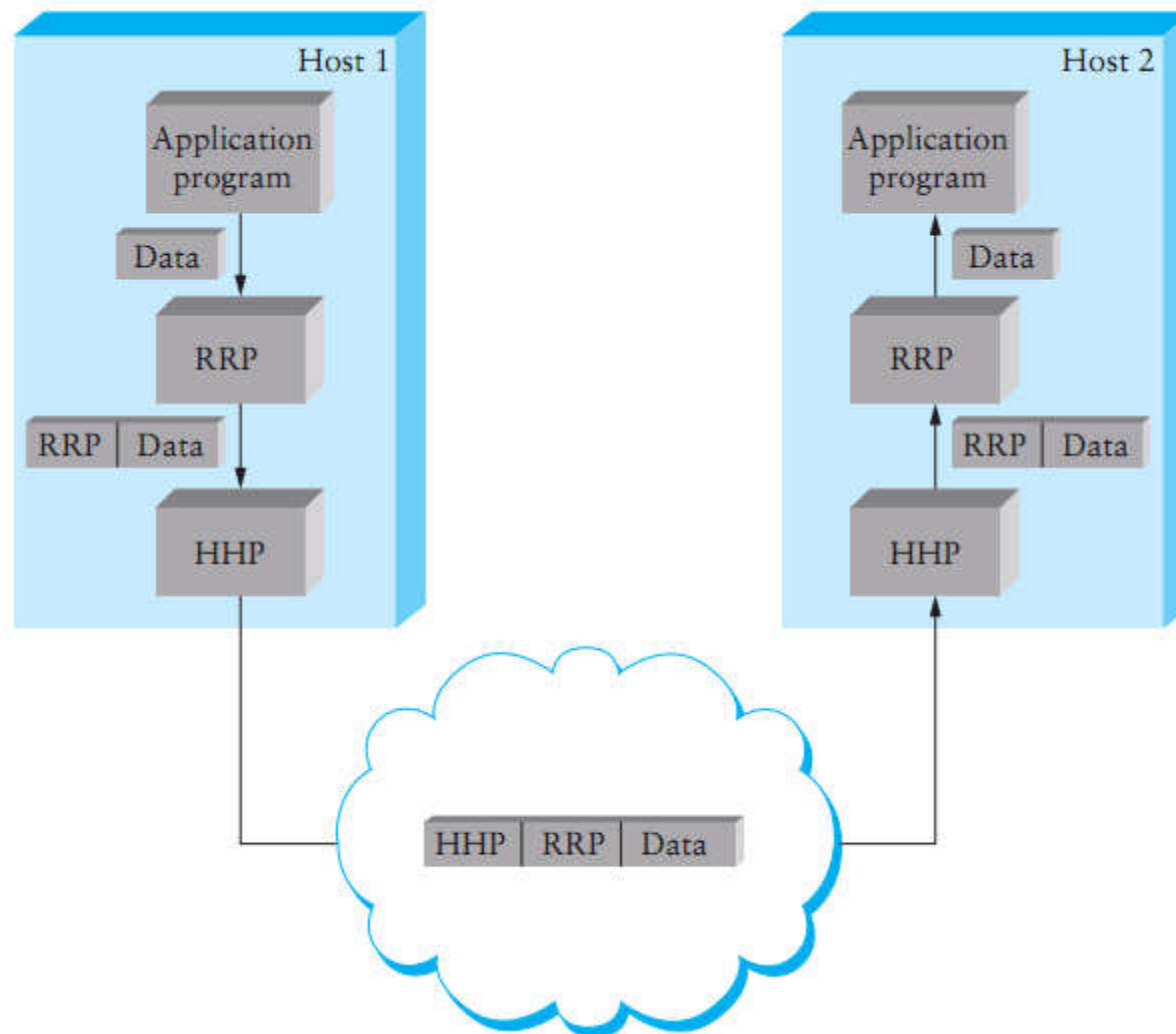 Host 1
Application
program
Data
RRP
RRP Data
HHP
Host 2
Application
program
Data
RRP
RRP Data
HHP
HHP RRP Data